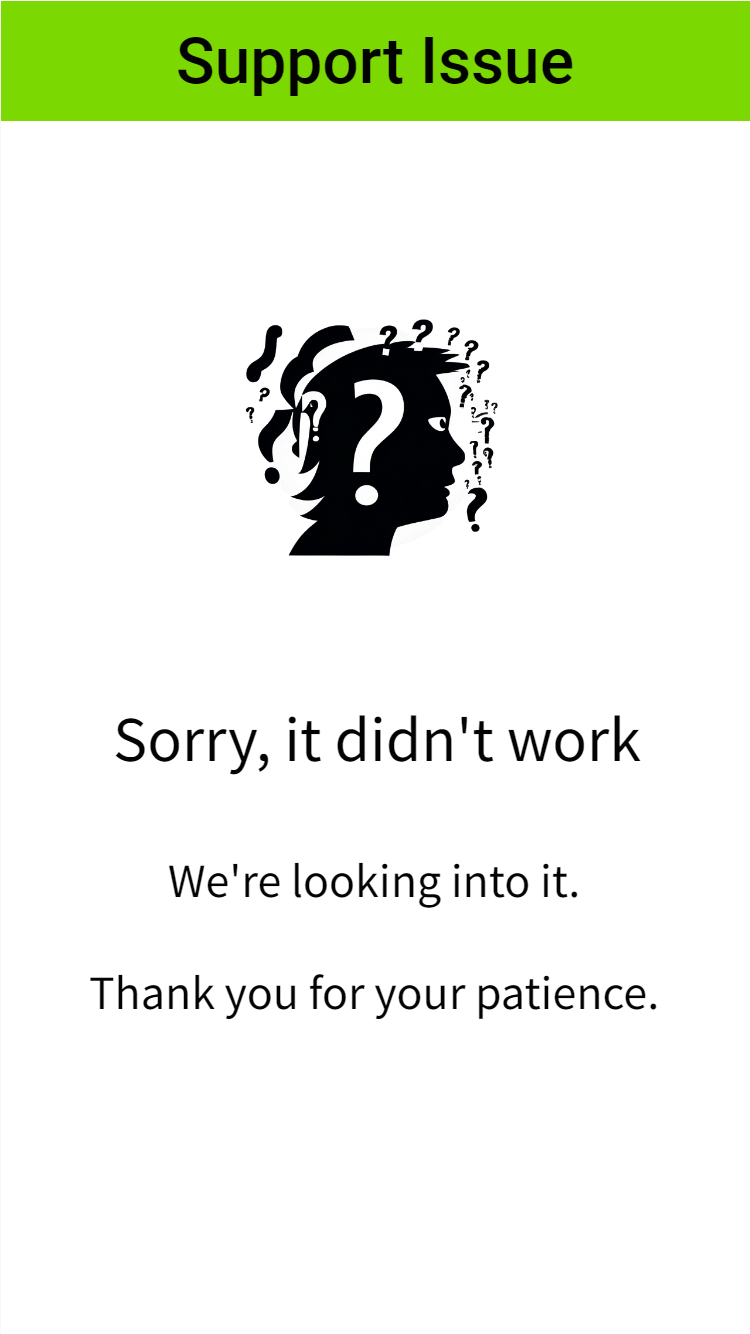 Support Issue
Sorry, it didn't work
We're looking into it.
Thank you for your patience.